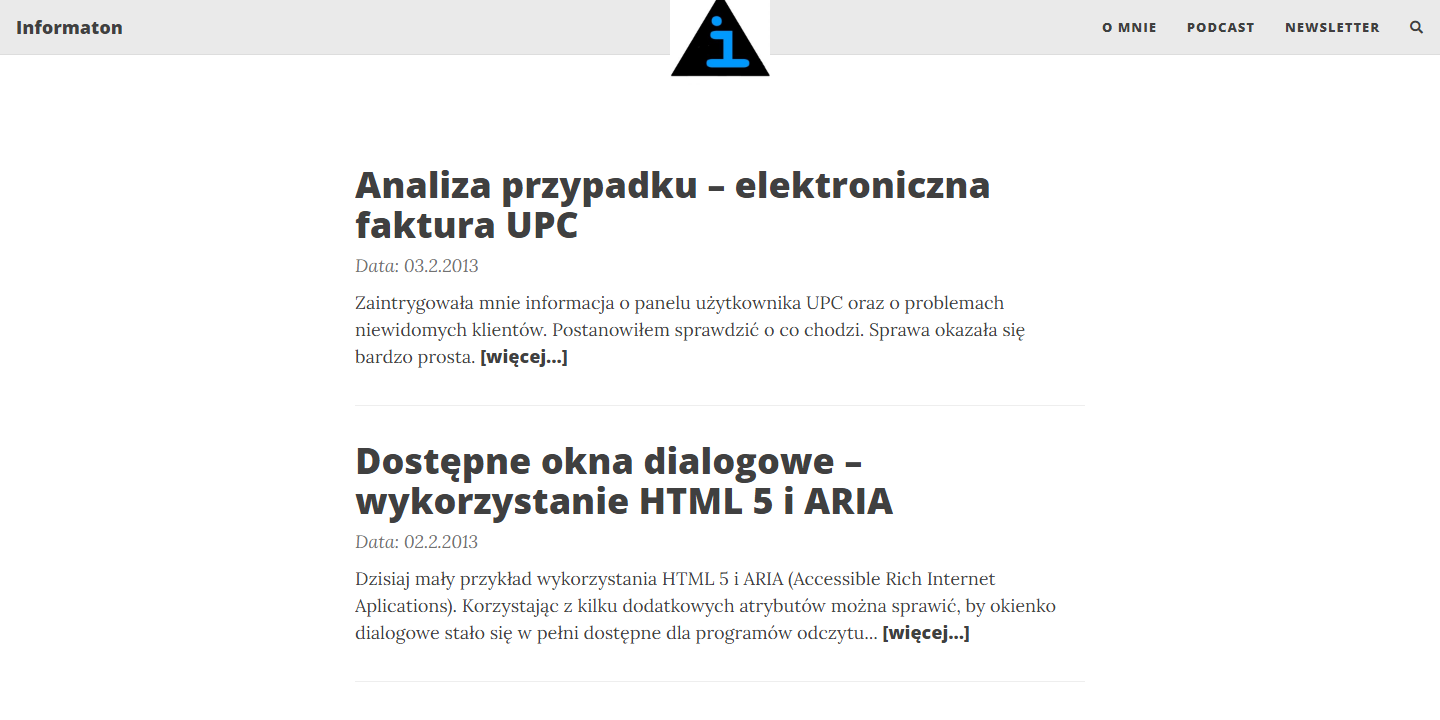 Informaton
i
O MNIE
PODCAST
NEWSLETTER
Analiza przypadku – elektroniczna
faktura UPC
Data: 03.2.2013
Zaintrygowała mnie informacja o panelu użytkownika UPC oraz o problemach
niewidomych klientów. Postanowiłem sprawdzić o co chodzi. Sprawa okazała się
bardzo prosta. [więcej...]
Dostępne okna dialogowe –
wykorzystanie HTML 5 i ARIA
Data: 02.2.2013
Dzisiaj mały przykład wykorzystania HTML 5 i ARIA (Accessible Rich Internet
Aplications). Korzystając z kilku dodatkowych atrybutów można sprawić, by okienko
dialogowe stało się w pełni dostępne dla programów odczytu... [więcej...]